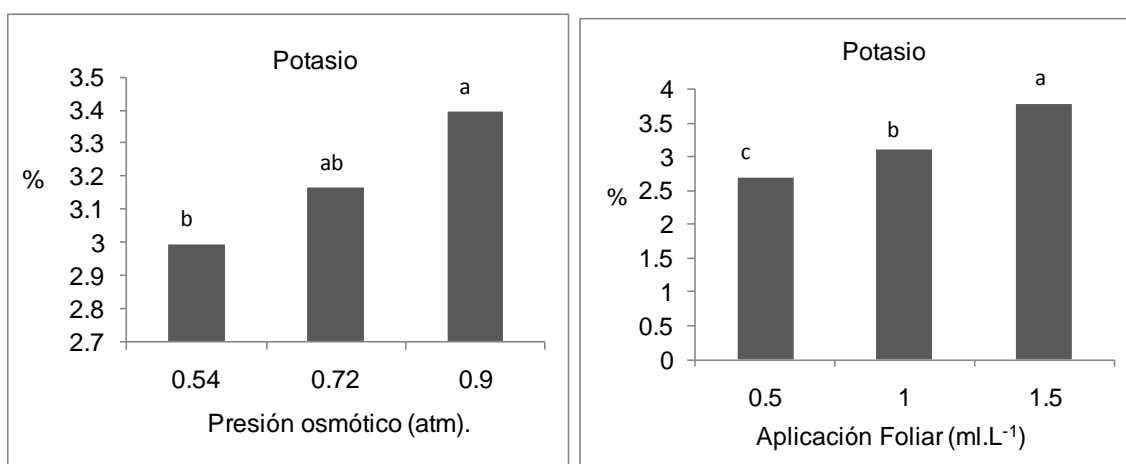 Potasio
3.5
3.4
3.3
3.2
3.1
3
2.9
2.8
2.7
%
b
ab
a
0.54 0.72 0.9
Presión osmótico (atm).
Potasio
4
3.5
3
2.5
2
1.5
1
0.5
0
%
c
b
a
0.5 1 1.5
Aplicación Foliar (ml.L⁻¹)